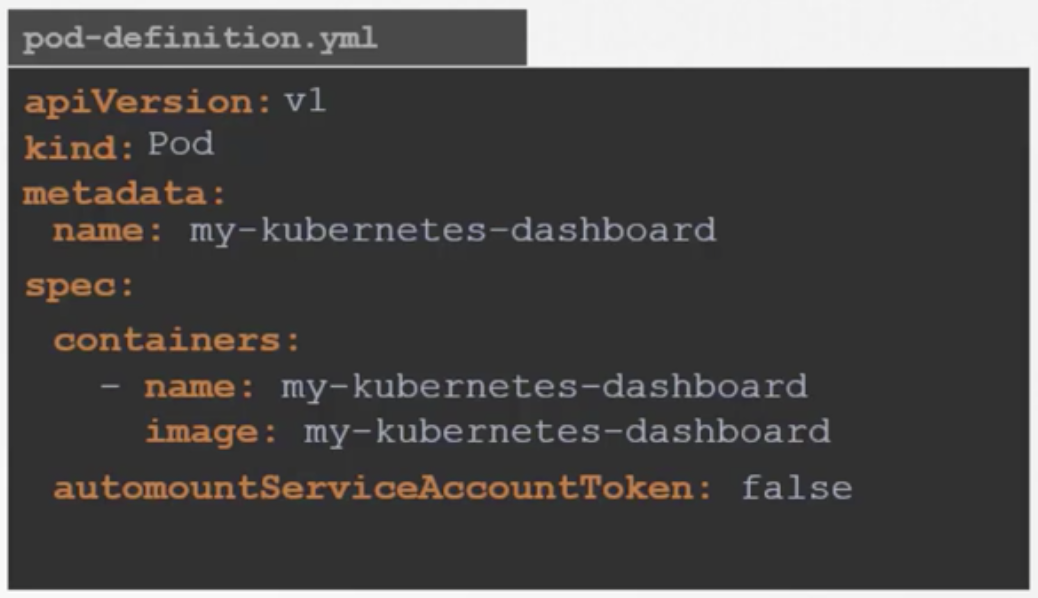 pod-definition.yml
apiVersion: v1
kind: Pod
metadata:
  name: my-kubernetes-dashboard
spec:
  containers:
    - name: my-kubernetes-dashboard
      image: my-kubernetes-dashboard
  automountServiceAccountToken: false